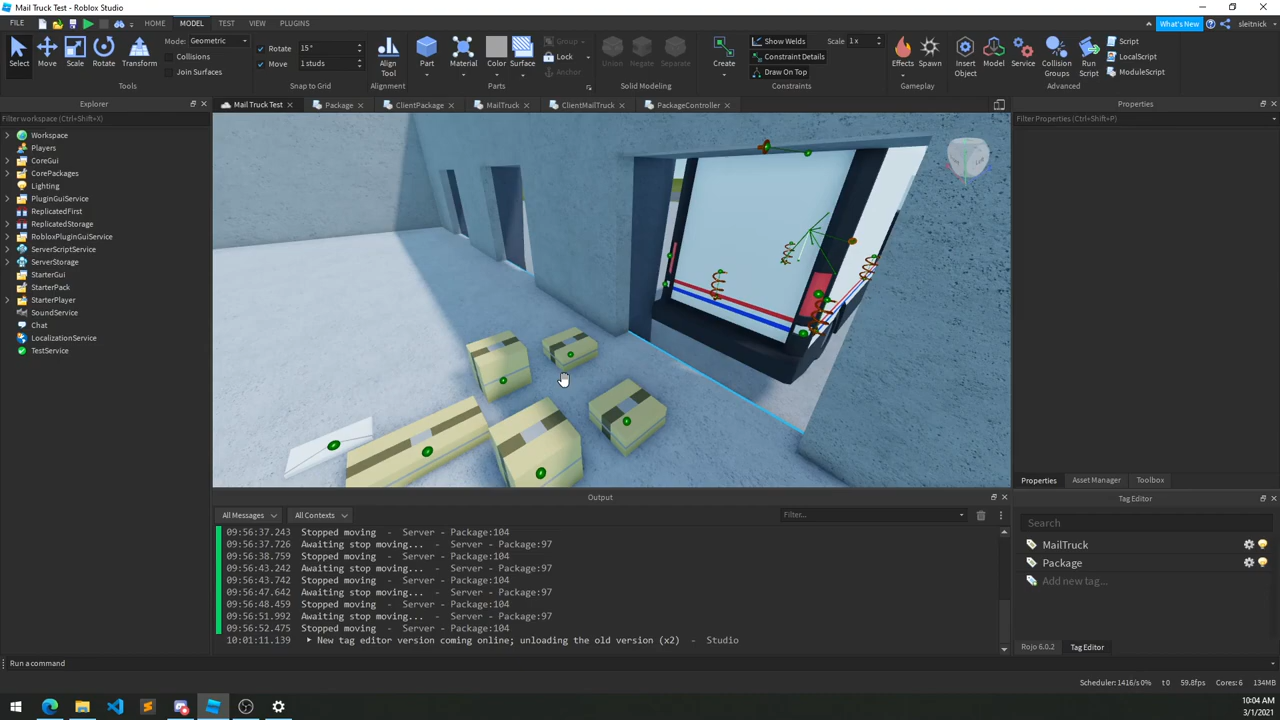 Mail Truck Test - Roblox Studio
FILE HOME MODEL TEST VIEW PLUGINS What's New sleitnick
Select Move Scale Rotate Transform
Mode: Geometric
Collisions
Join Surfaces
Tools
Rotate 15 °
Move 1 studs
Snap to Grid
Align Tool
Alignment
Part Material Color Surface
Group
Lock
Anchor
Parts
Union Negate Separate
Solid Modeling
Create
Show Welds
Constraint Details
Draw On Top
Scale 1 x
Constraints
Effects Spawn
Gameplay
Insert Object Model Service Collision Groups Run Script
Script
LocalScript
ModuleScript
Advanced
Explorer
Filter workspace (Ctrl+Shift+X)
Workspace
Players
CoreGui
CorePackages
Lighting
PluginGuiService
ReplicatedFirst
ReplicatedStorage
RobloxPluginGuiService
ServerScriptService
ServerStorage
StarterGui
StarterPack
StarterPlayer
SoundService
Chat
LocalizationService
TestService
Mail Truck Test Package ClientPackage MailTruck ClientMailTruck PackageController
Left
Properties
Filter Properties (Ctrl+Shift+P)
Properties Asset Manager Toolbox
Tag Editor
Search
MailTruck
Package
Add new tag...
Rojo 6.0.2 Tag Editor
Output
All Messages All Contexts Filter...
09:56:37.243 Stopped moving - Server - Package:104
09:56:37.726 Awaiting stop moving... - Server - Package:97
09:56:38.759 Stopped moving - Server - Package:104
09:56:43.242 Awaiting stop moving... - Server - Package:97
09:56:43.742 Stopped moving - Server - Package:104
09:56:47.642 Awaiting stop moving... - Server - Package:97
09:56:48.459 Stopped moving - Server - Package:104
09:56:51.992 Awaiting stop moving... - Server - Package:97
09:56:52.475 Stopped moving - Server - Package:104
10:01:11.139 New tag editor version coming online; unloading the old version (x2) - Studio
Run a command
Scheduler: 1416/s 0% t 0 59.8fps Cores: 6 134MB
10:04 AM
3/1/2021